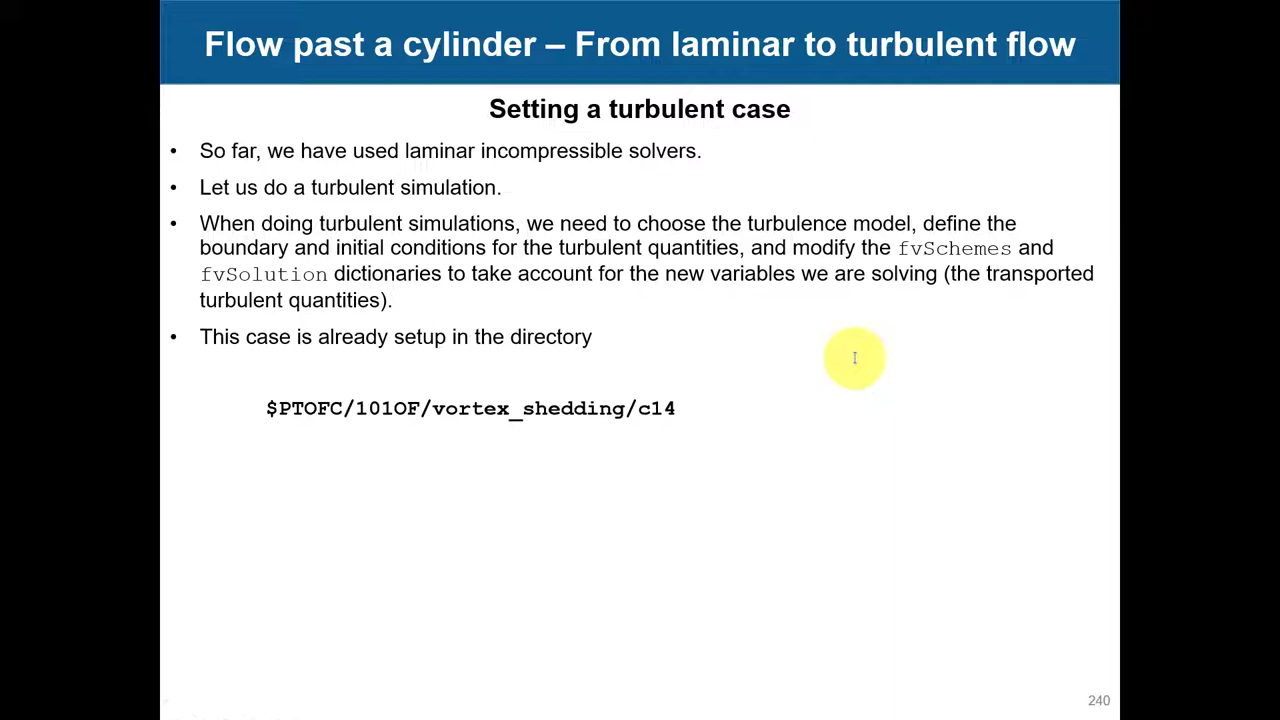 Flow past a cylinder – From laminar to turbulent flow
Setting a turbulent case
• So far, we have used laminar incompressible solvers.
• Let us do a turbulent simulation.
• When doing turbulent simulations, we need to choose the turbulence model, define the
boundary and initial conditions for the turbulent quantities, and modify the fvSchemes and
fvSolution dictionaries to take account for the new variables we are solving (the transported
turbulent quantities).
• This case is already setup in the directory
$PTOFC/101OF/vortex_shedding/c14
240